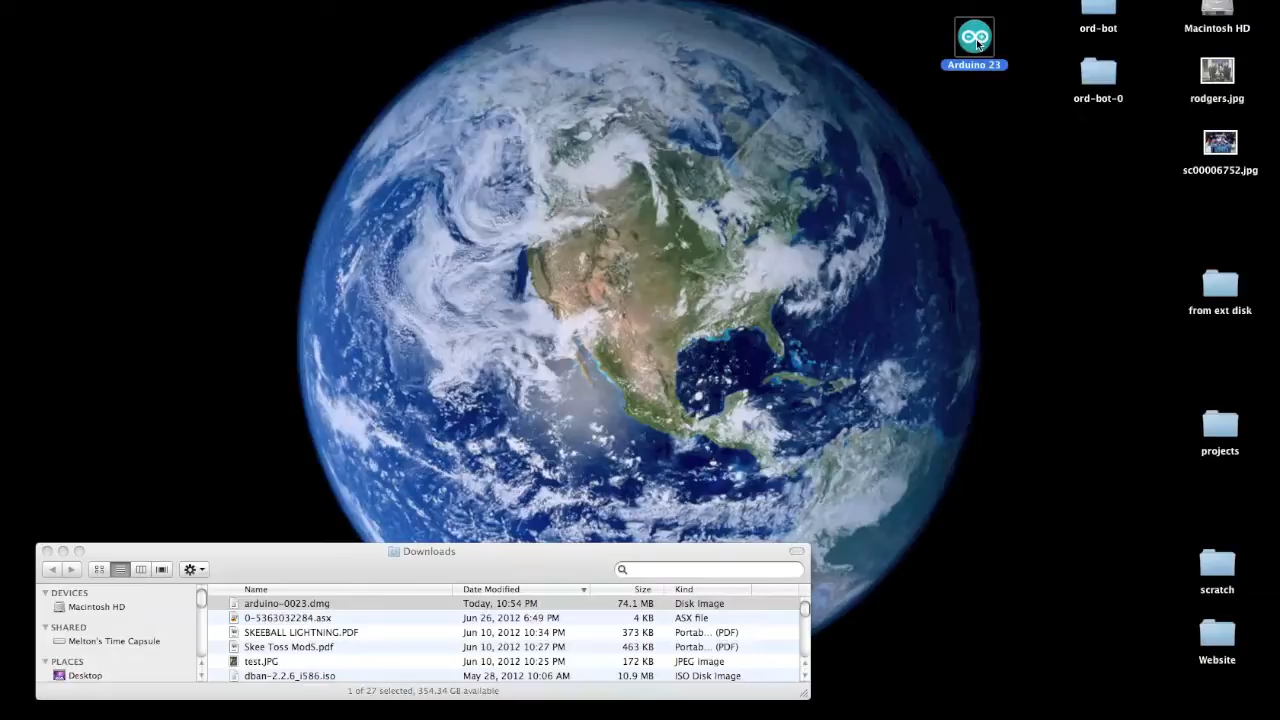 Arduino 23
ord-bot
Macintosh HD
ord-bot-0
rodgers.jpg
sc00006752.jpg
from ext disk
projects
scratch
Website
Downloads
DEVICES
Macintosh HD
SHARED
Melton's Time Capsule
PLACES
Desktop
Name Date Modified Size Kind
arduino-0023.dmg Today, 10:54 PM 74.1 MB Disk Image
0-5363032284.asx Jun 26, 2012 6:49 PM 4 KB ASX file
SKEEBALL LIGHTNING.PDF Jun 10, 2012 10:34 PM 373 KB Portab... (PDF)
Skee Toss ModS.pdf Jun 10, 2012 10:27 PM 463 KB Portab... (PDF)
test.JPG Jun 10, 2012 10:25 PM 172 KB JPEG image
dban-2.2.6_i586.iso May 28, 2012 10:06 AM 10.9 MB ISO Disk Image
1 of 27 selected, 354.34 GB available